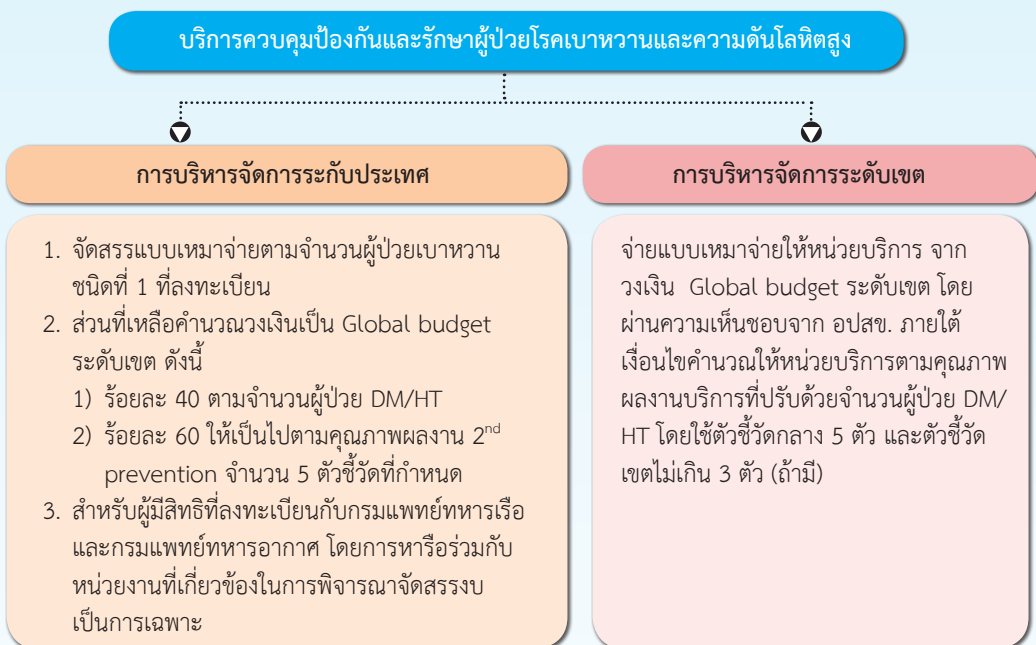 บริการควบคุมป้องกันและรักษาผู้ป่วยโรคเบาหวานและความดันโลหิตสูง
การบริหารจัดการระกับประเทศ
1. จัดสรรแบบเหมาจ่ายตามจำนวนผู้ป่วยเบาหวาน
ชนิดที่ 1 ที่ลงทะเบียน
2. ส่วนที่เหลือคำนวณวงเงินเป็น Global budget
ระดับเขต ดังนี้
1) ร้อยละ 40 ตามจำนวนผู้ป่วย DM/HT
2) ร้อยละ 60 ให้เป็นไปตามคุณภาพผลงาน 2nd
prevention จำนวน 5 ตัวชี้วัดที่กำหนด
3. สำหรับผู้มีสิทธิที่ลงทะเบียนกับกรมแพทย์ทหารเรือ
และกรมแพทย์ทหารอากาศ โดยการหารือร่วมกับ
หน่วยงานที่เกี่ยวข้องในการพิจารณาจัดสรรงบ
เป็นการเฉพาะ
การบริหารจัดการระดับเขต
จ่ายแบบเหมาจ่ายให้หน่วยบริการ จาก
วงเงิน Global budget ระดับเขต โดย
ผ่านความเห็นชอบจาก อปสข. ภายใต้
เงื่อนไขคำนวณให้หน่วยบริการตามคุณภาพ
ผลงานบริการที่ปรับด้วยจำนวนผู้ป่วย DM/
HT โดยใช้ตัวชี้วัดกลาง 5 ตัว และตัวชี้วัด
เขตไม่เกิน 3 ตัว (ถ้ามี)